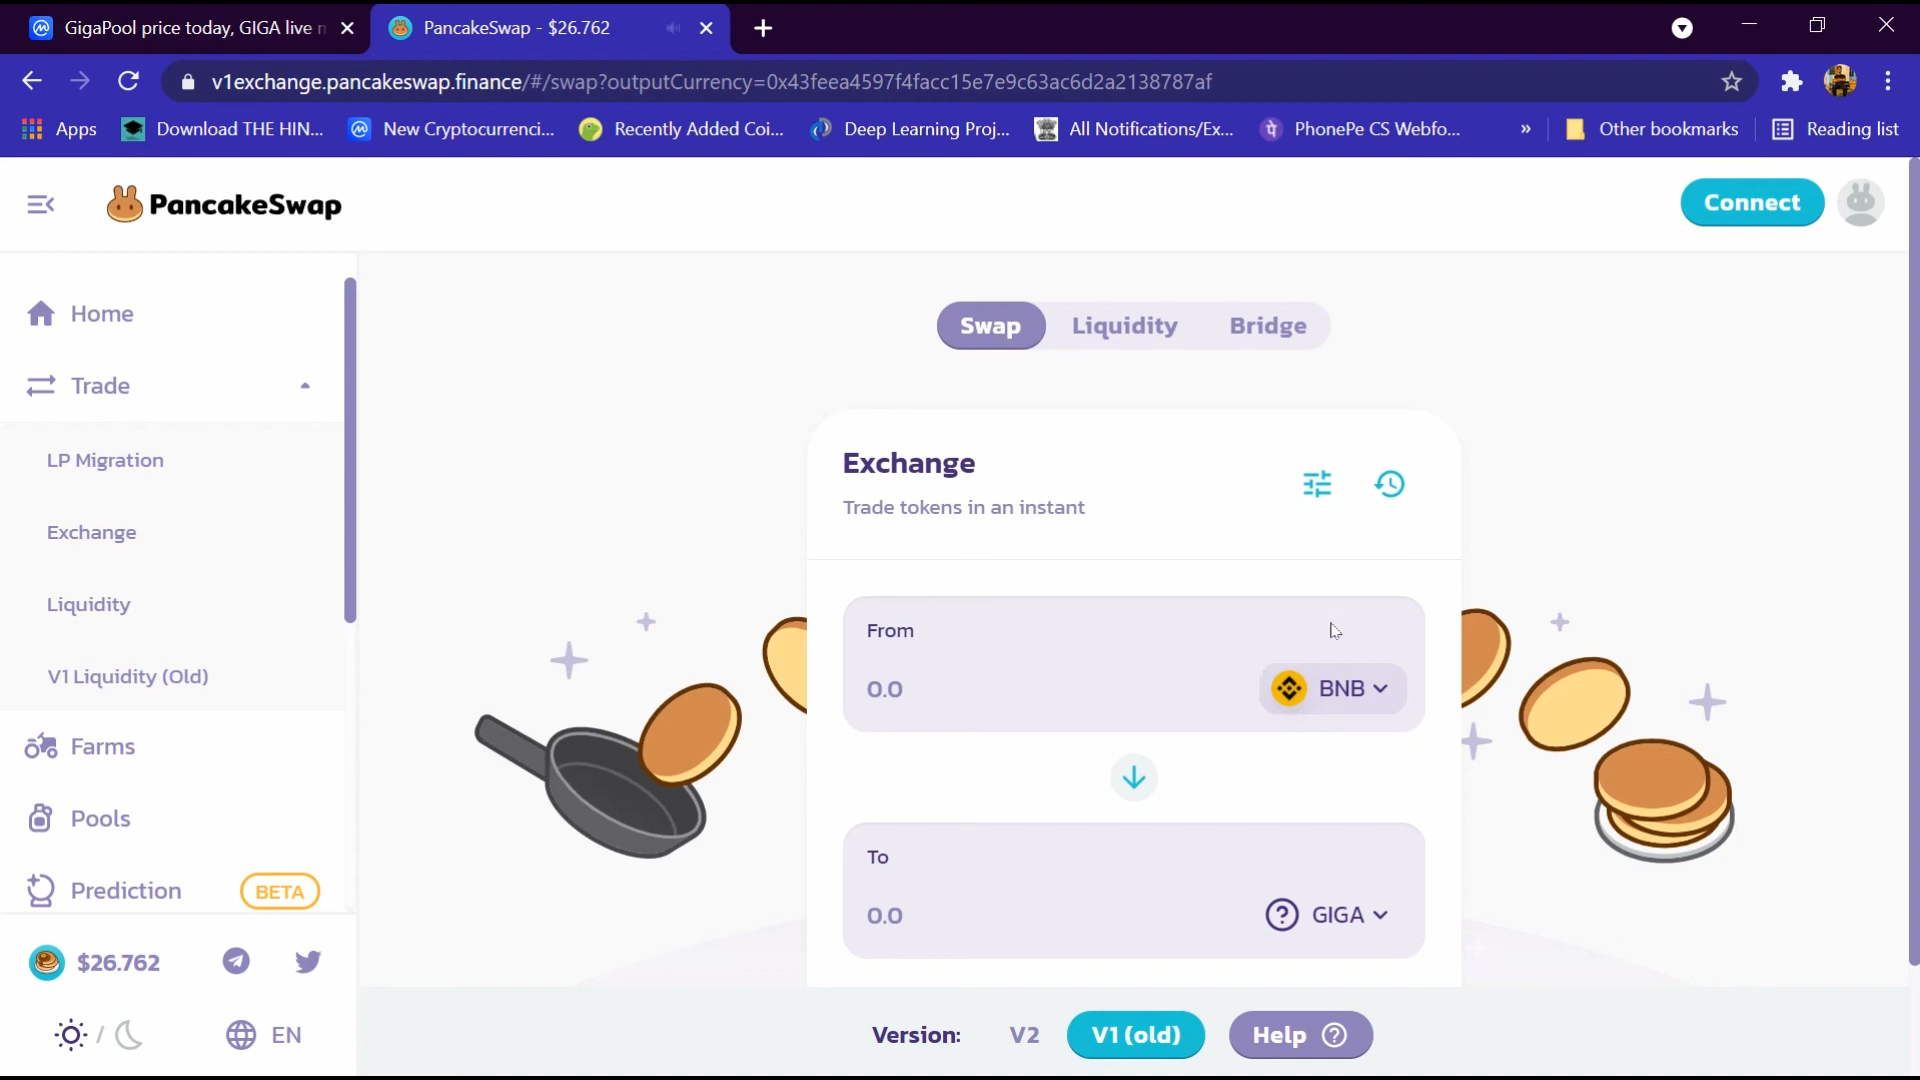 GigaPool price today, GIGA live
PancakeSwap - $26.762
v1exchange.pancakeswap.finance/#/swap?outputCurrency=0x43feea4597f4facc15e7e9c63ac6d2a2138787af
Apps
Download THE HIN...
New Cryptocurrenci...
Recently Added Coi...
Deep Learning Proj...
All Notifications/Ex...
PhonePe CS Webfo...
»
Other bookmarks
Reading list
PancakeSwap
Connect
Home
Trade
LP Migration
Exchange
Liquidity
V1 Liquidity (Old)
Farms
Pools
Prediction
BETA
$26.762
/
EN
Swap
Liquidity
Bridge
Exchange
Trade tokens in an instant
From
0.0
BNB
To
0.0
GIGA
Version:
V2
V1 (old)
Help